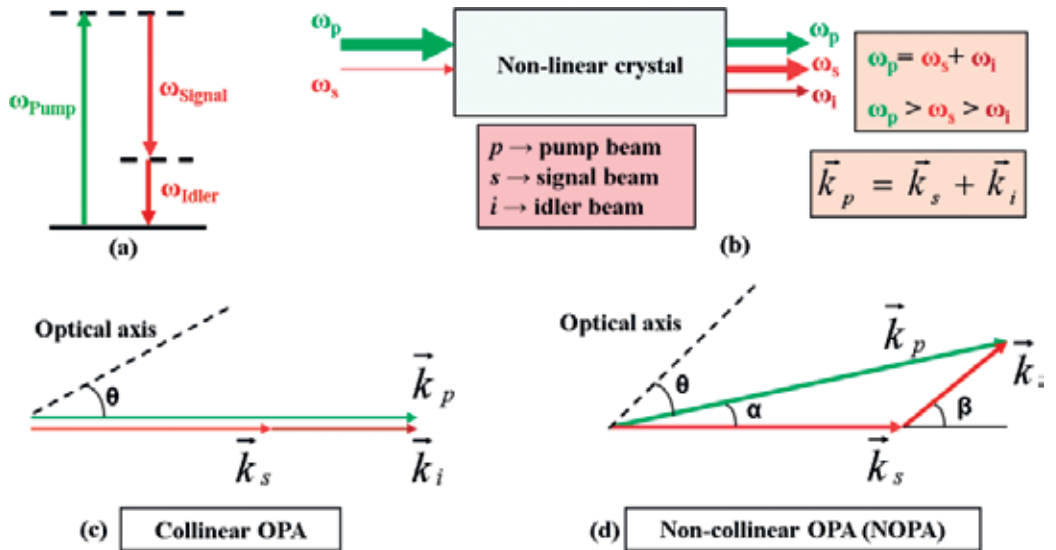 ωPump
ωSignal
ωIdler
(a)
ωp
ωs
Non-linear crystal
ωp
ωs
ωi
ωp = ωs + ωi
ωp > ωs > ωi
p → pump beam
s → signal beam
i → idler beam
k⃗ p = k⃗ s + k⃗ i
(b)
Optical axis
θ
k⃗ p
k⃗ s
k⃗ i
(c) Collinear OPA
Optical axis
θ
α
β
k⃗ p
k⃗
k⃗ s
(d) Non-collinear OPA (NOPA)